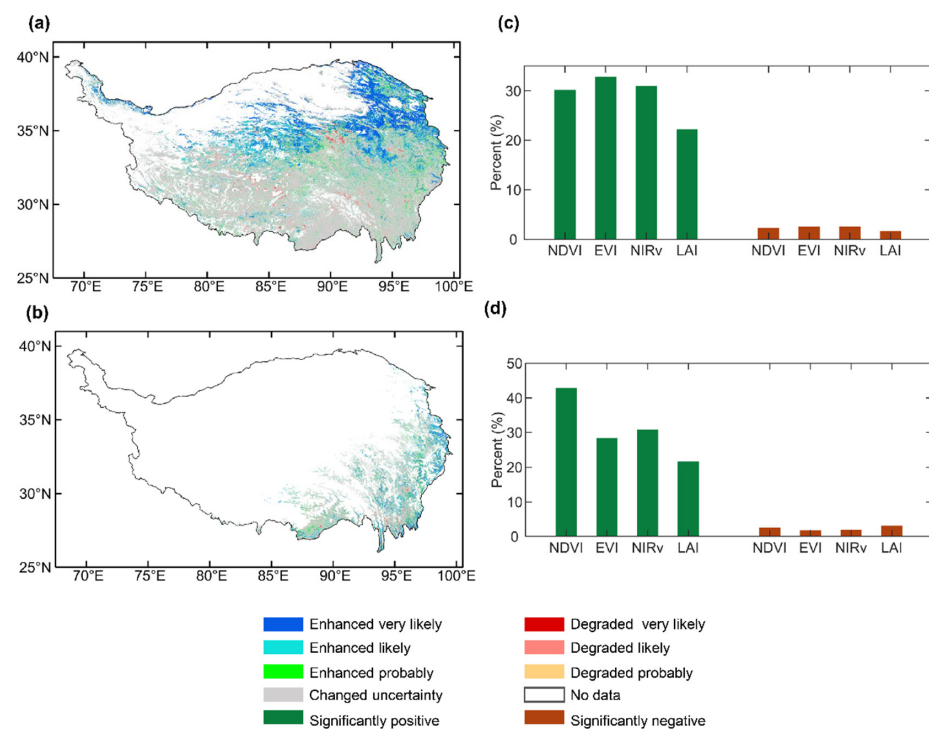 (a)
40°N
35°N
30°N
25°N
70°E 75°E 80°E 85°E 90°E 95°E 100°E
(c)
Percent (%)
30
20
10
0
NDVI EVI NIRv LAI NDVI EVI NIRv LAI
(b)
40°N
35°N
30°N
25°N
70°E 75°E 80°E 85°E 90°E 95°E 100°E
(d)
Percent (%)
50
40
30
20
10
0
NDVI EVI NIRv LAI NDVI EVI NIRv LAI
Enhanced very likely
Enhanced likely
Enhanced probably
Changed uncertainty
Significantly positive
Degraded very likely
Degraded likely
Degraded probably
No data
Significantly negative